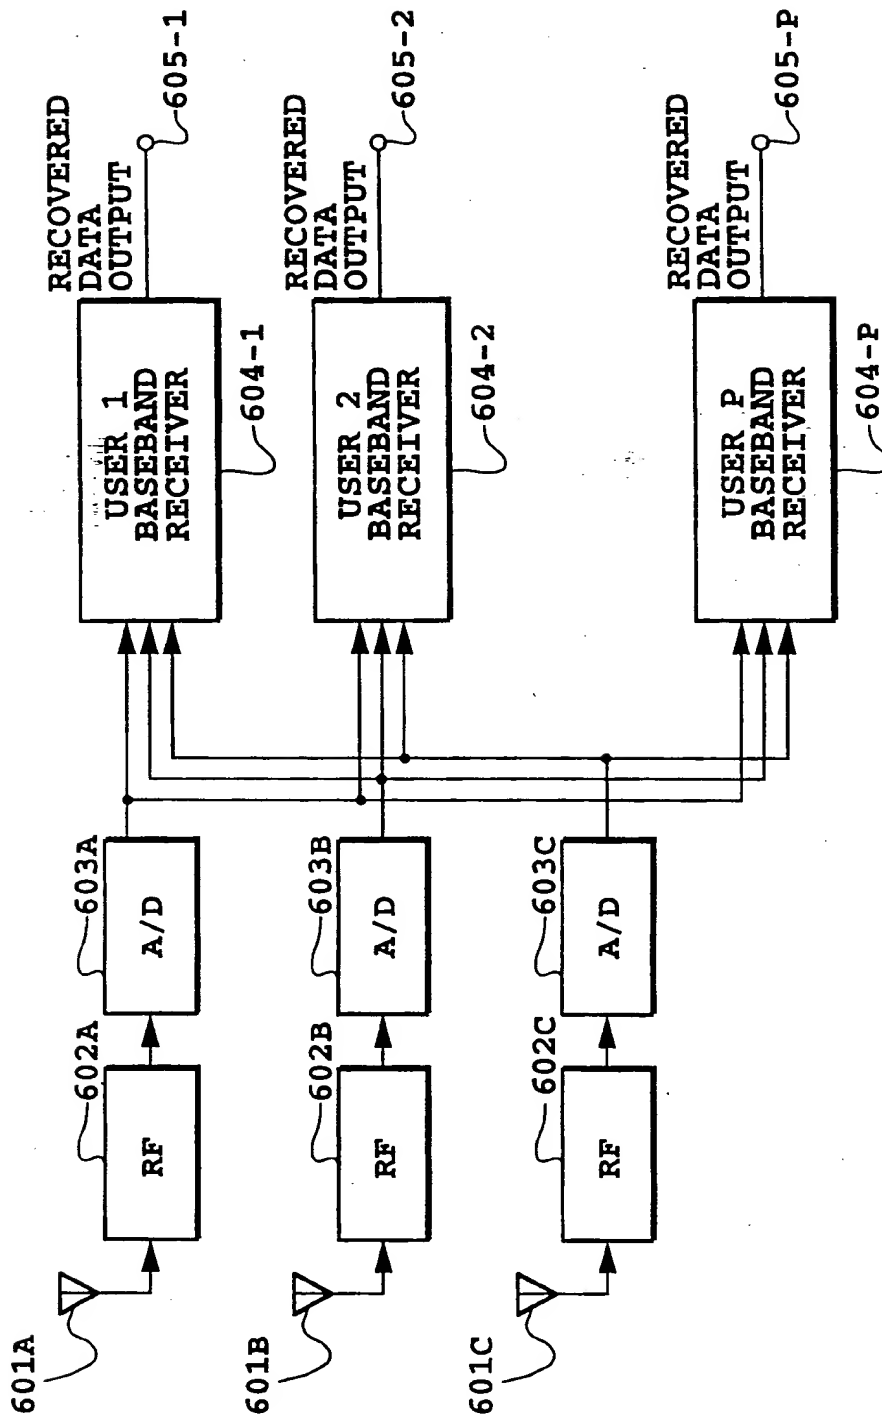 601A
602A
603A
RF
A/D
USER 1
BASEBAND
RECEIVER
604-1
RECOVERED
DATA
OUTPUT
605-1
601B
602B
603B
RF
A/D
USER 2
BASEBAND
RECEIVER
604-2
RECOVERED
DATA
OUTPUT
605-2
601C
602C
603C
RF
A/D
USER P
BASEBAND
RECEIVER
604-P
RECOVERED
DATA
OUTPUT
605-P